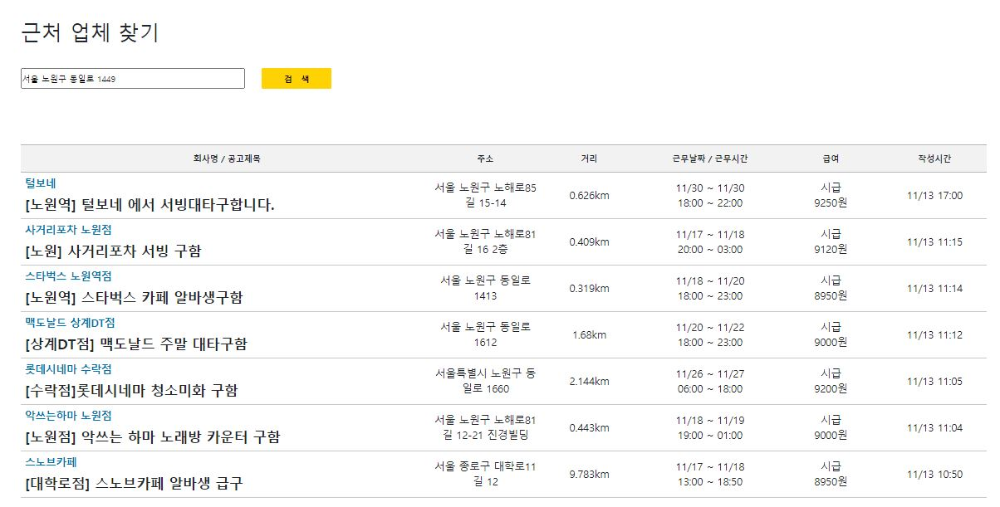 근처 업체 찾기
서울 노원구 동일로 1449
검 색
회사명 / 공고제목 주소 거리 근무날짜 / 근무시간 급여 작성시간
털보네
[노원역] 털보네 에서 서빙대타구합니다.
서울 노원구 노해로85
길 15-14
0.626km
11/30 ~ 11/30
18:00 ~ 22:00
시급
9250원
11/13 17:00
사거리포차 노원점
[노원] 사거리포차 서빙 구함
서울 노원구 노해로81
길 16 2층
0.409km
11/17 ~ 11/18
20:00 ~ 03:00
시급
9120원
11/13 11:15
스타벅스 노원역점
[노원역] 스타벅스 카페 알바생구함
서울 노원구 동일로
1413
0.319km
11/18 ~ 11/20
18:00 ~ 23:00
시급
8950원
11/13 11:14
맥도날드 상계DT점
[상계DT점] 맥도날드 주말 대타구함
서울 노원구 동일로
1612
1.68km
11/20 ~ 11/22
18:00 ~ 23:00
시급
9000원
11/13 11:12
롯데시네마 수락점
[수락점]롯데시네마 청소미화 구함
서울특별시 노원구 동
일로 1660
2.144km
11/26 ~ 11/27
06:00 ~ 18:00
시급
9200원
11/13 11:05
악쓰는하마 노원점
[노원점] 악쓰는 하마 노래방 카운터 구함
서울 노원구 노해로81
길 12-21 진경빌딩
0.443km
11/18 ~ 11/19
19:00 ~ 01:00
시급
9000원
11/13 11:04
스노브카페
[대학로점] 스노브카페 알바생 급구
서울 종로구 대학로11
길 12
9.783km
11/17 ~ 11/18
13:00 ~ 18:50
시급
8950원
11/13 10:50